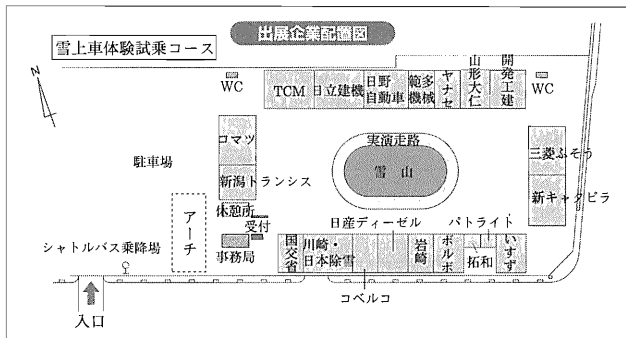 出展企業配置図
雪上車体験試乗コース
N
WC
TCM
日立建機
日野
自動車
範多
機械
ヤナセ
山形大仁
開発工建
WC
コマツ
新潟トランシス
駐車場
実演走路
雪山
三菱ふそう
新キャタピラ
休憩所
受付
事務局
アーチ
シャトルバス乗降場
入口
日産ディーゼル
パトライト
国交省
川崎・
日本除雪
岩崎
ボルボ
拓和
いすゞ
コベルコ